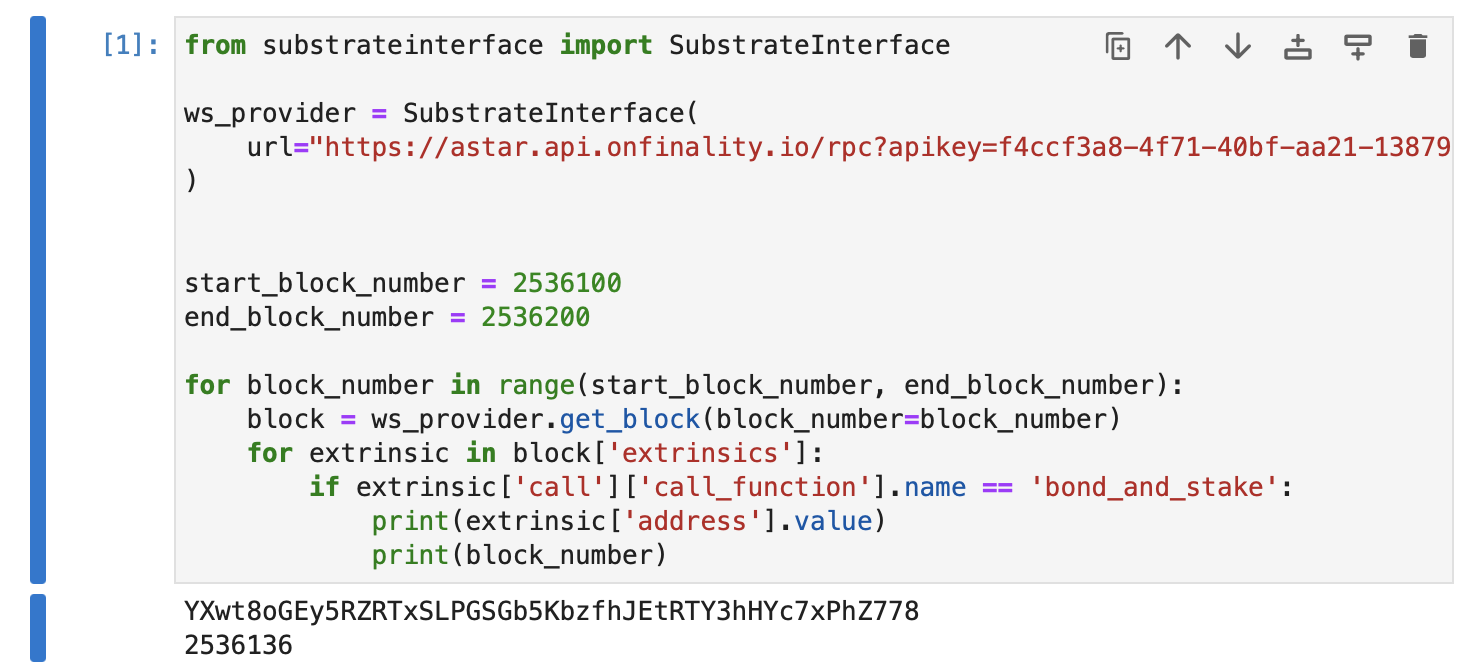 [1]: from substrateinterface import SubstrateInterface
ws_provider = SubstrateInterface(
    url="https://astar.api.onfinality.io/rpc?apikey=f4ccf3a8-4f71-40bf-aa21-13879
)
start_block_number = 2536100
end_block_number = 2536200
for block_number in range(start_block_number, end_block_number):
    block = ws_provider.get_block(block_number=block_number)
    for extrinsic in block['extrinsics']:
        if extrinsic['call']['call_function'].name == 'bond_and_stake':
            print(extrinsic['address'].value)
            print(block_number)
YXwt8oGEy5RZRTxSLPGSGb5KbzfhJEtRTY3hHYc7xPhZ778
2536136